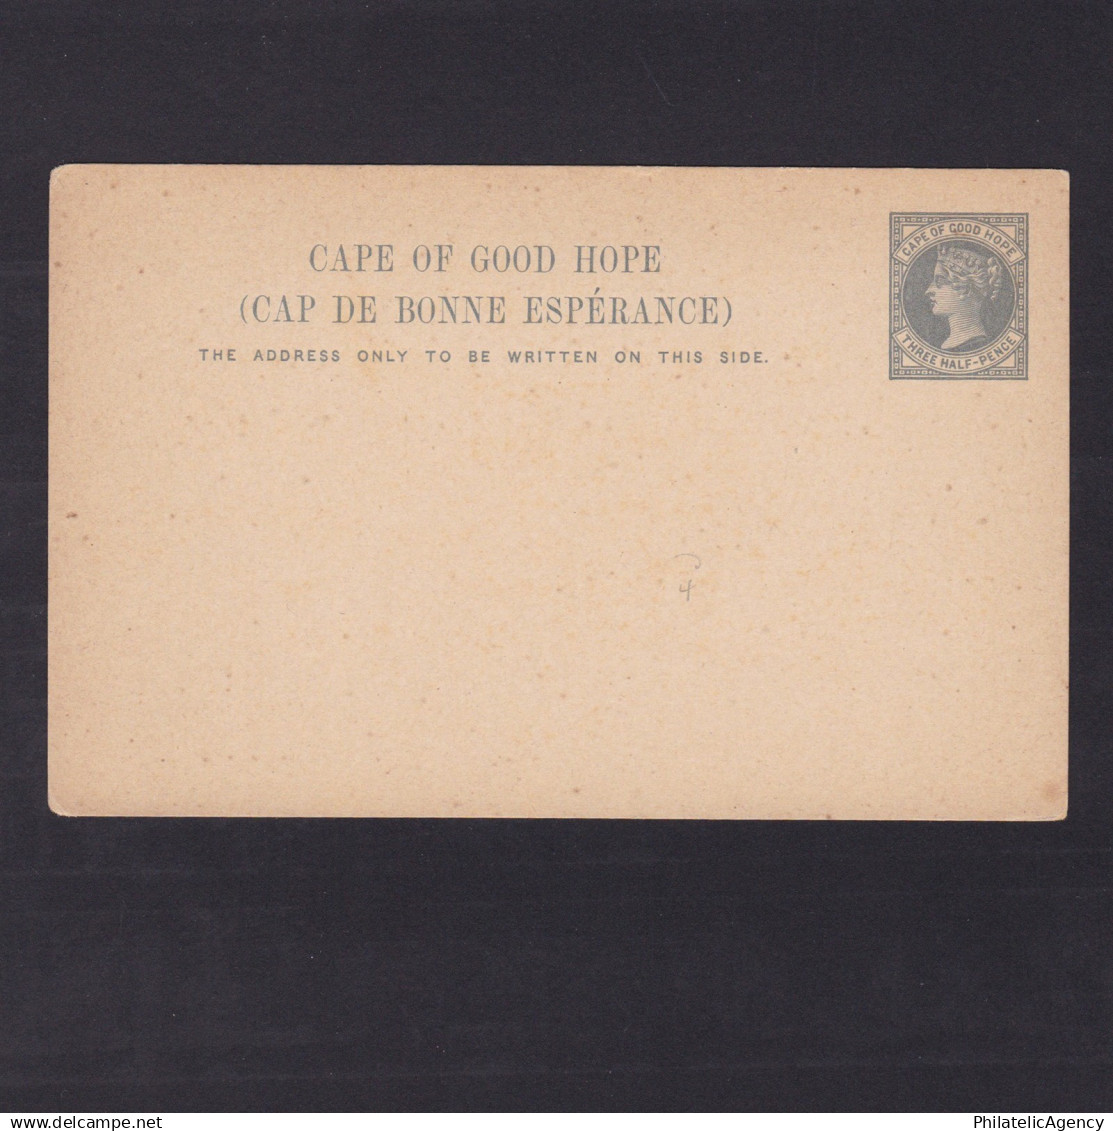 CAPE OF GOOD HOPE
(CAP DE BONNE ESPÉRANCE)
THE ADDRESS ONLY TO BE WRITTEN ON THIS SIDE.
CAPE OF GOOD HOPE
THREE HALF-PENCE
4
delcampe.net
PhilatelicAgency